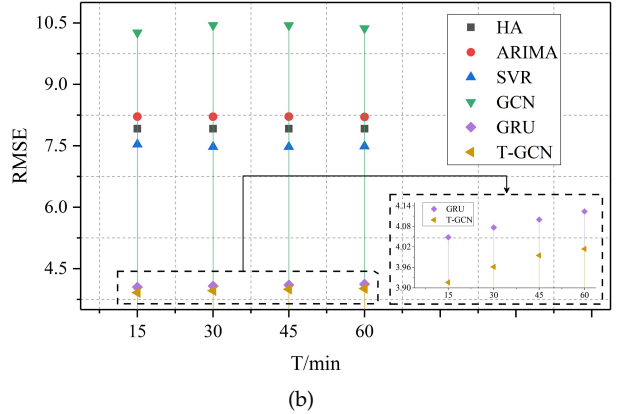 10.5
9.0
7.5
6.0
4.5
RMSE
HA
ARIMA
SVR
GCN
GRU
T-GCN
4.14
4.08
4.02
3.96
3.90
GRU
T-GCN
15 30 45 60
15 30 45 60
T/min
(b)